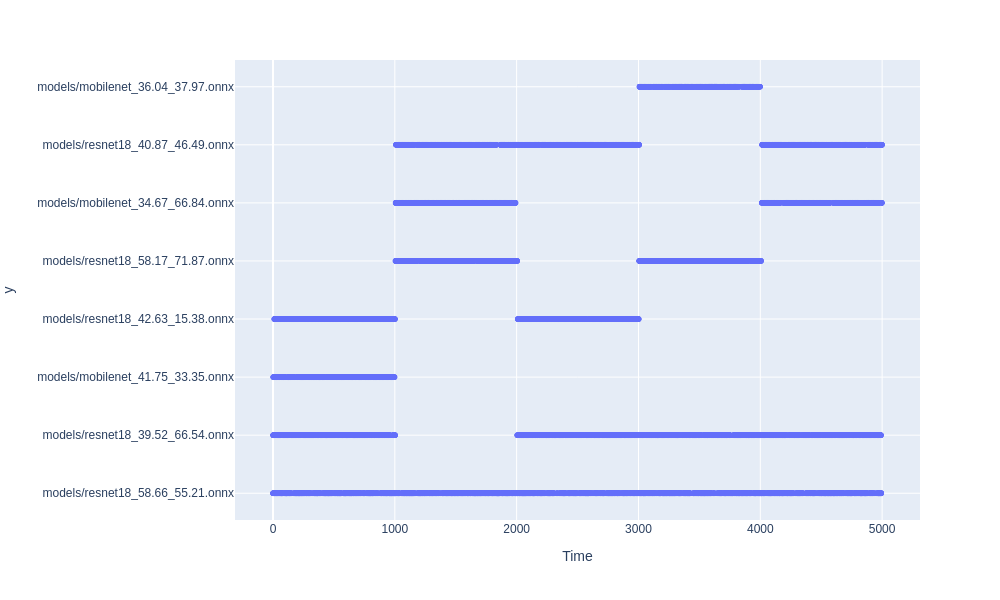 models/mobilenet_36.04_37.97.onnx
models/resnet18_40.87_46.49.onnx
models/mobilenet_34.67_66.84.onnx
models/resnet18_58.17_71.87.onnx
y
models/resnet18_42.63_15.38.onnx
models/mobilenet_41.75_33.35.onnx
models/resnet18_39.52_66.54.onnx
models/resnet18_58.66_55.21.onnx
0 1000 2000 3000 4000 5000
Time